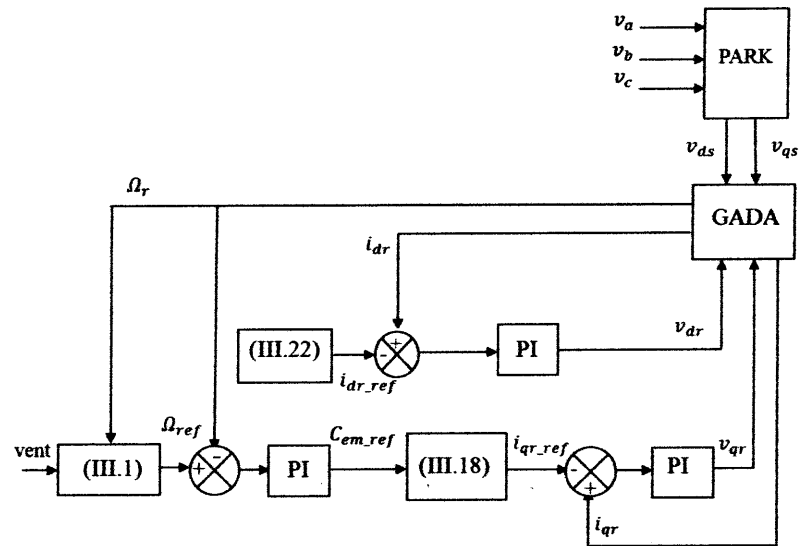 v_a
v_b
v_c
PARK
v_ds
v_qs
Ω_r
GADA
i_dr
(III.22)
+
-
PI
v_dr
i_dr_ref
vent
(III.1)
Ω_ref
+
-
PI
C_em_ref
(III.18)
i_qr_ref
-
+
PI
v_qr
i_qr